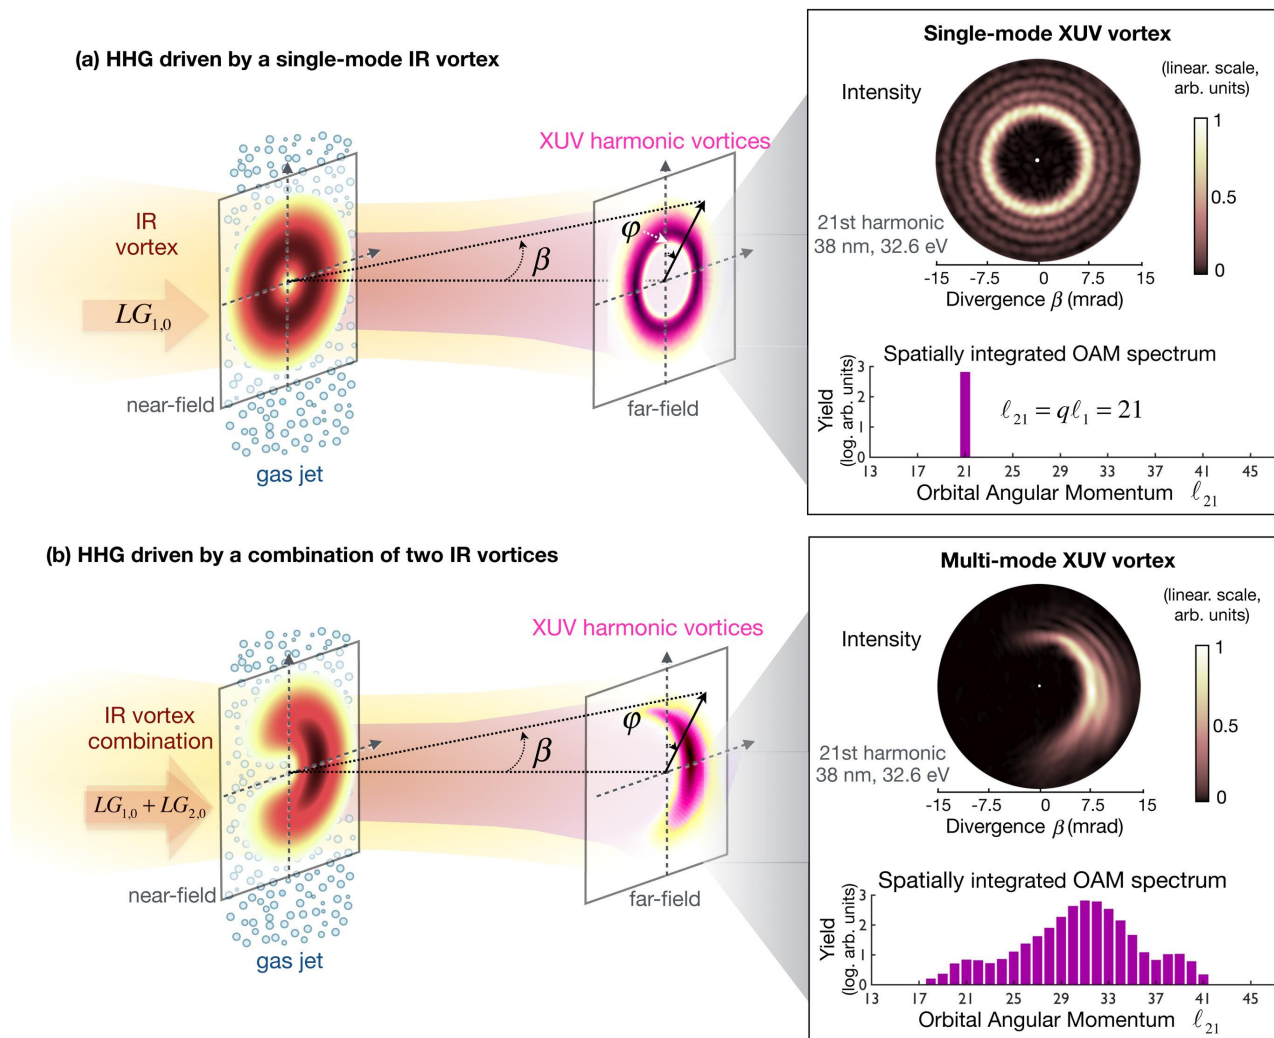 (a) HHG driven by a single-mode IR vortex
IR
vortex
LG₁,₀
near-field
gas jet
XUV harmonic vortices
φ
β
far-field
Single-mode XUV vortex
Intensity
(linear. scale,
arb. units)
1
0.5
0
21st harmonic
38 nm, 32.6 eV
-15 -7.5 0 7.5 15
Divergence β (mrad)
Spatially integrated OAM spectrum
Yield
(log. arb. units)
3
2
1
0
ℓ₂₁ = qℓ₁ = 21
13 17 21 25 29 33 37 41 45
Orbital Angular Momentum ℓ₂₁
(b) HHG driven by a combination of two IR vortices
IR vortex
combination
LG₁,₀ + LG₂,₀
near-field
gas jet
XUV harmonic vortices
φ
β
far-field
Multi-mode XUV vortex
Intensity
(linear. scale,
arb. units)
1
0.5
0
21st harmonic
38 nm, 32.6 eV
-15 -7.5 0 7.5 15
Divergence β (mrad)
Spatially integrated OAM spectrum
Yield
(log. arb. units)
3
2
1
0
13 17 21 25 29 33 37 41 45
Orbital Angular Momentum ℓ₂₁